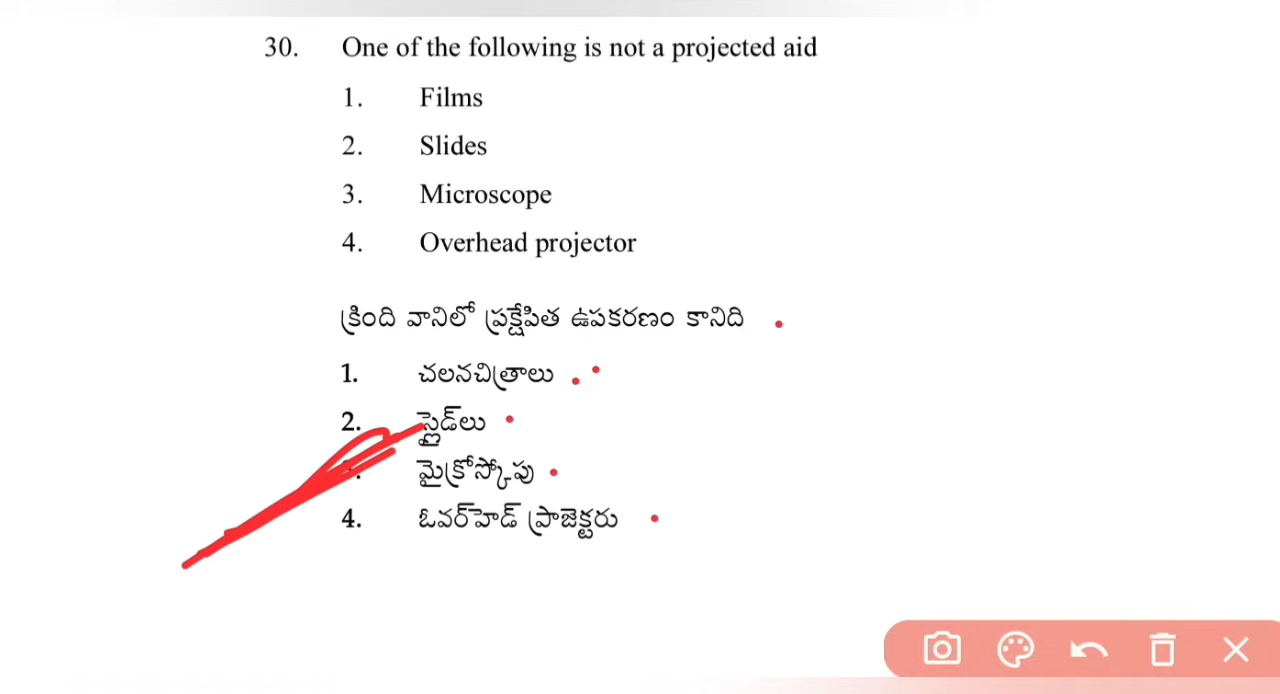 30. One of the following is not a projected aid
1. Films
2. Slides
3. Microscope
4. Overhead projector
క్రింది వానిలో ప్రక్షేపిత ఉపకరణం కానిది
1. చలనచిత్రాలు
2. స్లైడ్‌లు
మైక్రోస్కోపు
4. ఓవర్‌హెడ్ ప్రొజెక్టరు